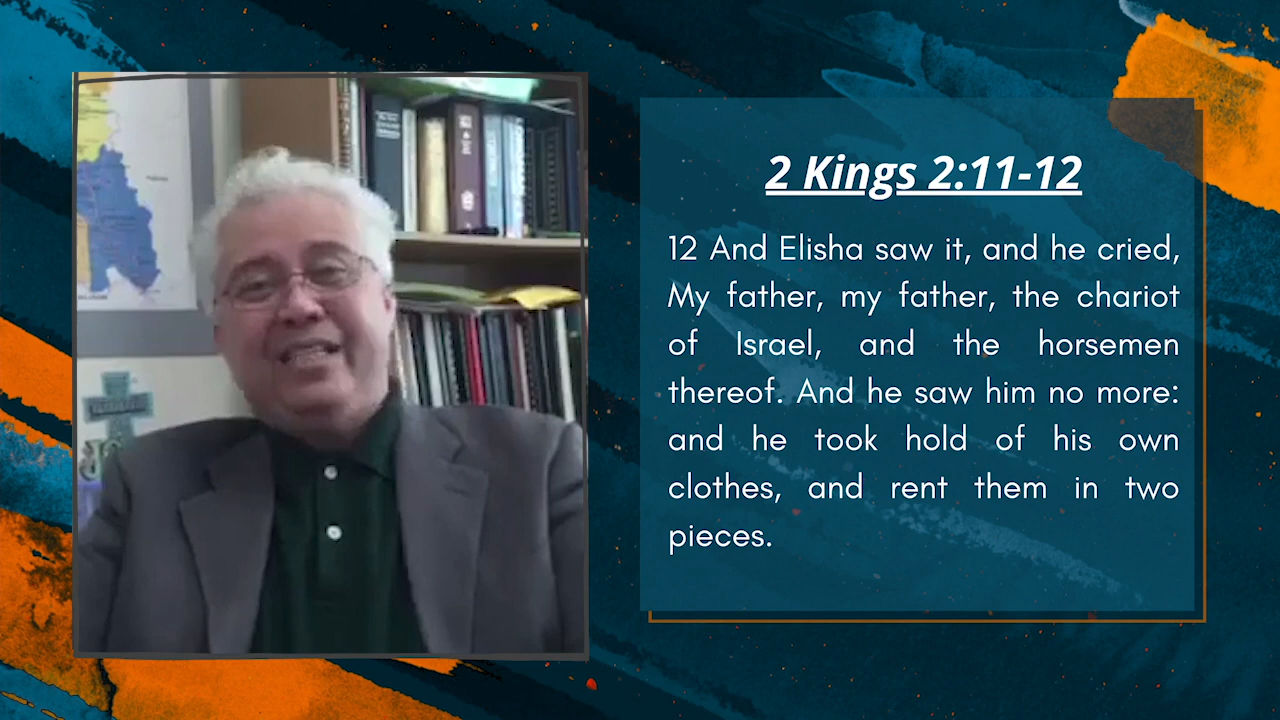 2 Kings 2:11-12
12 And Elisha saw it, and he cried,
My father, my father, the chariot
of Israel, and the horsemen
thereof. And he saw him no more:
and he took hold of his own
clothes, and rent them in two
pieces.